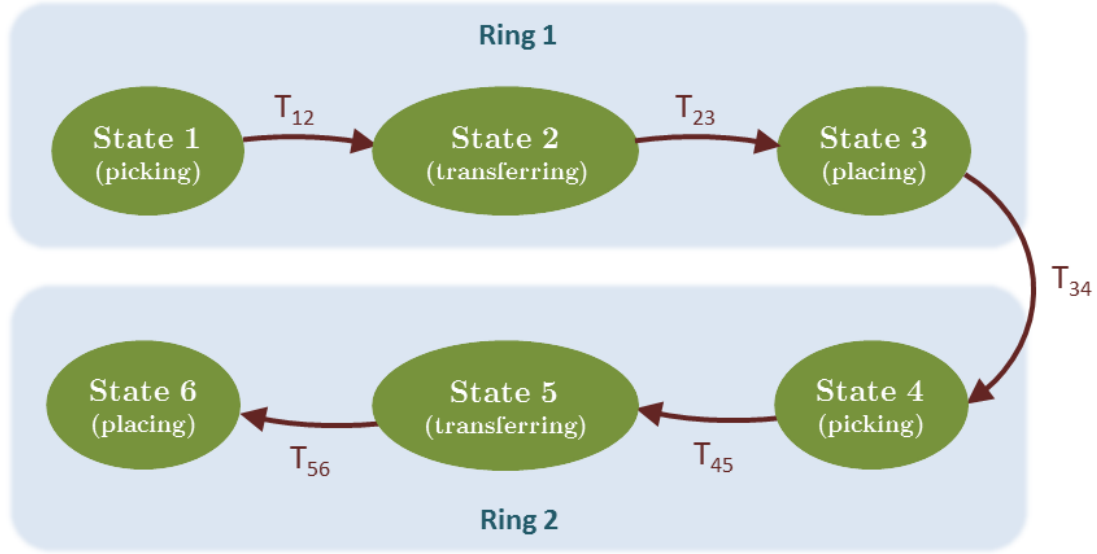 Ring 1
T₁₂
T₂₃
State 1
(picking)
State 2
(transferring)
State 3
(placing)
T₃₄
State 6
(placing)
State 5
(transferring)
State 4
(picking)
T₅₆
T₄₅
Ring 2